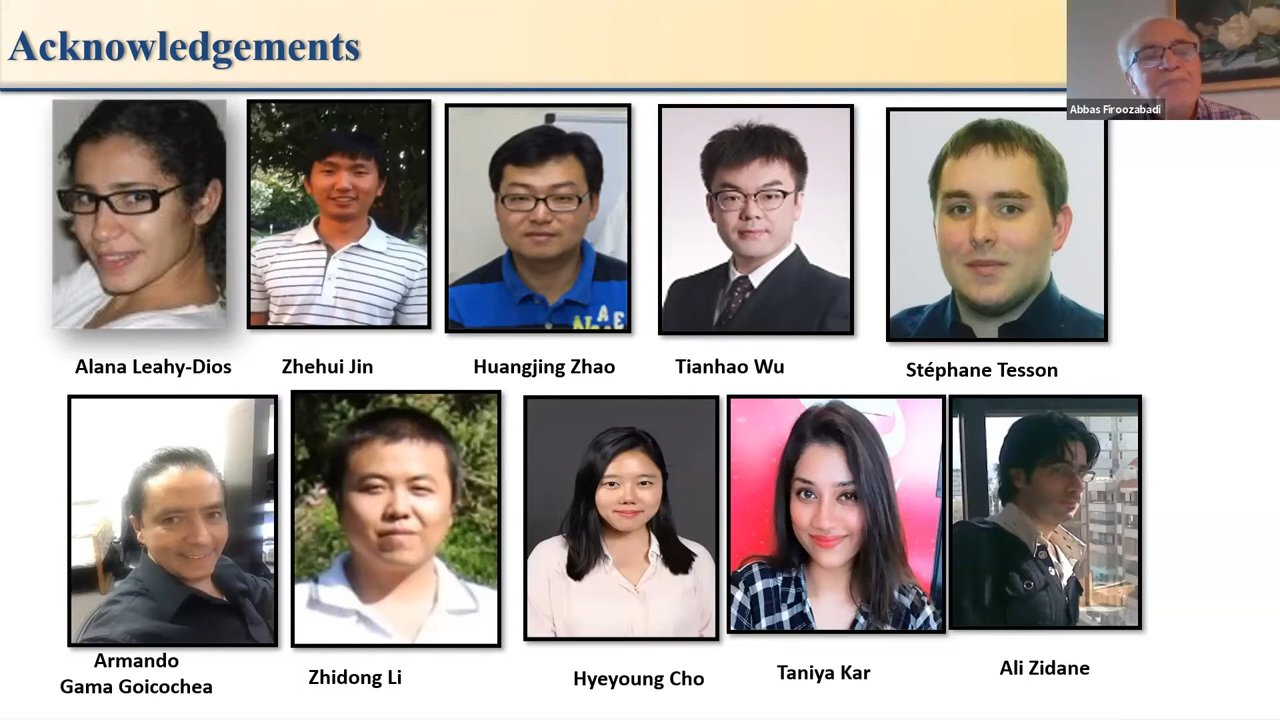 Acknowledgements
Abbas Firoozabadi
Alana Leahy-Dios
Zhehui Jin
Huangjing Zhao
Tianhao Wu
Stéphane Tesson
Armando
Gama Goicochea
Zhidong Li
Hyeyoung Cho
Taniya Kar
Ali Zidane